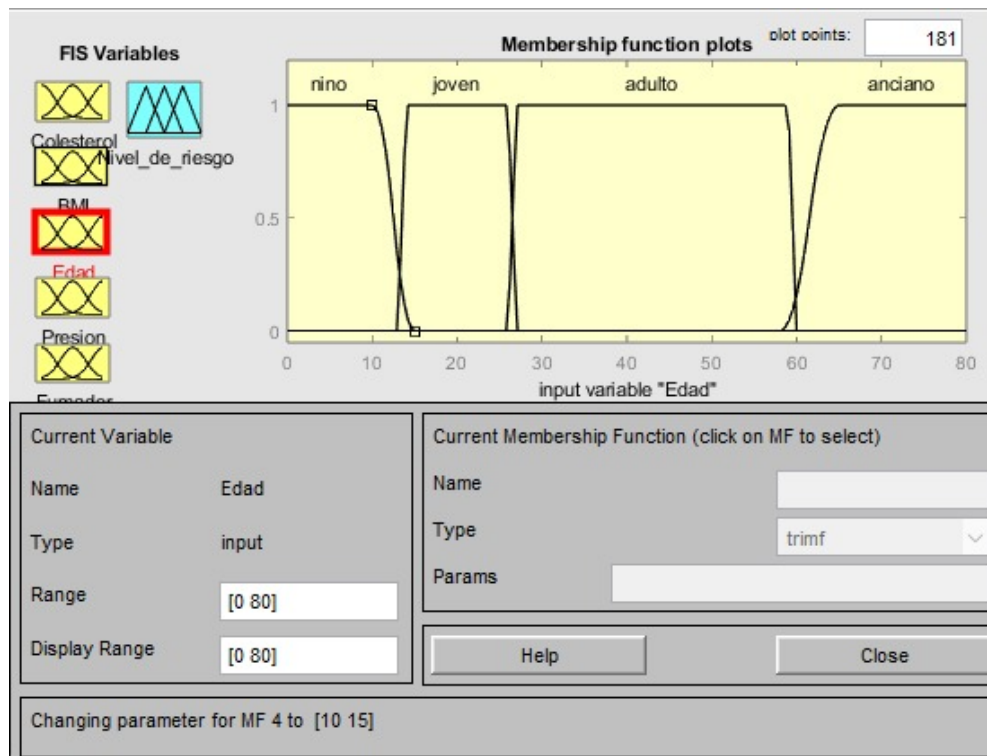 FIS Variables
Colesterol
Nivel_de_riesgo
BMI
Edad
Presion
Fumador
Membership function plots
plot points:
181
nino joven adulto anciano
1
0.5
0
0 10 20 30 40 50 60 70 80
input variable "Edad"
Current Variable
Name Edad
Type input
Range [0 80]
Display Range [0 80]
Current Membership Function (click on MF to select)
Name
Type trimf
Params
Help Close
Changing parameter for MF 4 to [10 15]